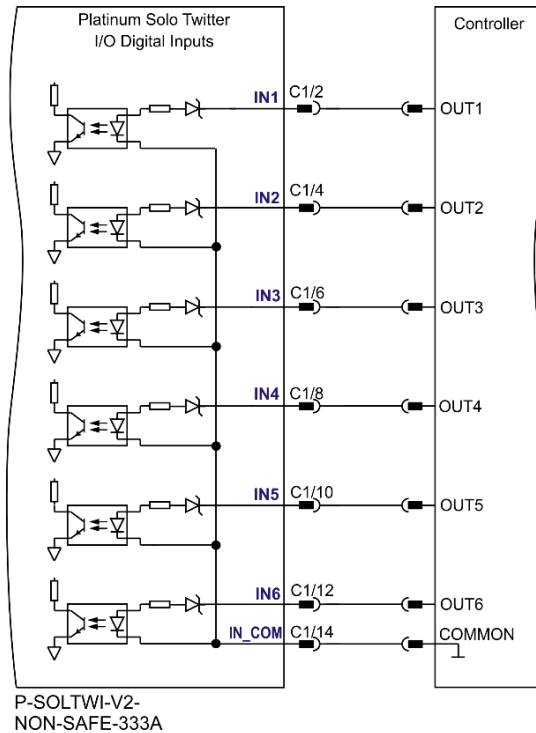 Platinum Solo Twitter
I/O Digital Inputs
Controller
IN1 C1/2 OUT1
IN2 C1/4 OUT2
IN3 C1/6 OUT3
IN4 C1/8 OUT4
IN5 C1/10 OUT5
IN6 C1/12 OUT6
IN_COM C1/14 COMMON
P-SOLTWI-V2-
NON-SAFE-333A